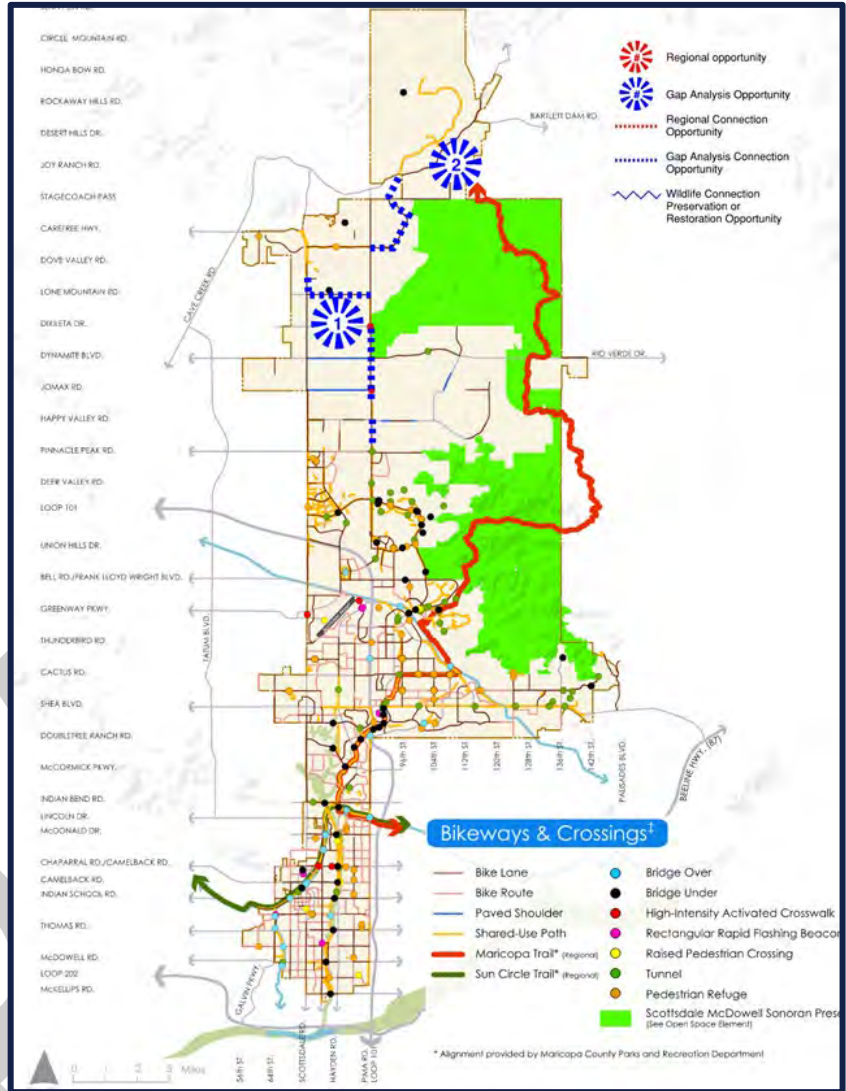 CIRCLE MOUNTAIN RD.
HONDA BOW RD.
ROCKAWAY HILLS RD.
DESERT HILLS DR.
JOY RANCH RD.
STAGECOACH PASS
CAREFREE HWY.
DOVE VALLEY RD.
LONE MOUNTAIN RD.
DIXILETA DR.
DYNAMITE BLVD.
JOMAX RD.
HAPPY VALLEY RD.
PINNACLE PEAK RD.
DEER VALLEY RD.
LOOP 101
UNION HILLS DR.
BELL RD./FRANK LLOYD WRIGHT BLVD.
GREENWAY PKWY.
THUNDERBIRD RD.
CACTUS RD.
SHEA BLVD.
DOUBLETREE RANCH RD.
McCORMICK PKWY.
INDIAN BEND RD.
LINCOLN DR.
McDONALD DR.
CHAPARRAL RD./CAMELBACK RD.
CAMELBACK RD.
INDIAN SCHOOL RD.
THOMAS RD.
McDOWELL RD.
LOOP 202
McKELLIPS RD.
CAVE CREEK RD.
TATUM BLVD.
GALVIN PKWY.
BARTLETT DAM RD.
RIO VERDE DR.
1
2
#
Regional opportunity
#
Gap Analysis Opportunity
Regional Connection
Opportunity
Gap Analysis Connection
Opportunity
Wildlife Connection
Preservation or
Restoration Opportunity
96th ST.
104th ST.
112th ST.
120th ST.
128th ST.
136th ST.
142nd ST.
PALISADES BLVD.
BEELINE HWY. (87)
Bikeways & Crossings‡
Bike Lane
Bike Route
Paved Shoulder
Shared-Use Path
Maricopa Trail* (Regional)
Sun Circle Trail* (Regional)
Bridge Over
Bridge Under
High-Intensity Activated Crosswalk
Rectangular Rapid Flashing Beacon
Raised Pedestrian Crossing
Tunnel
Pedestrian Refuge
Scottsdale McDowell Sonoran Pres
(See Open Space Element)
* Alignment provided by Maricopa County Parks and Recreation Department
0 1 2 3 Miles
56th ST.
64th ST.
SCOTTSDALE RD.
HAYDEN RD.
PIMA RD.
LOOP 101